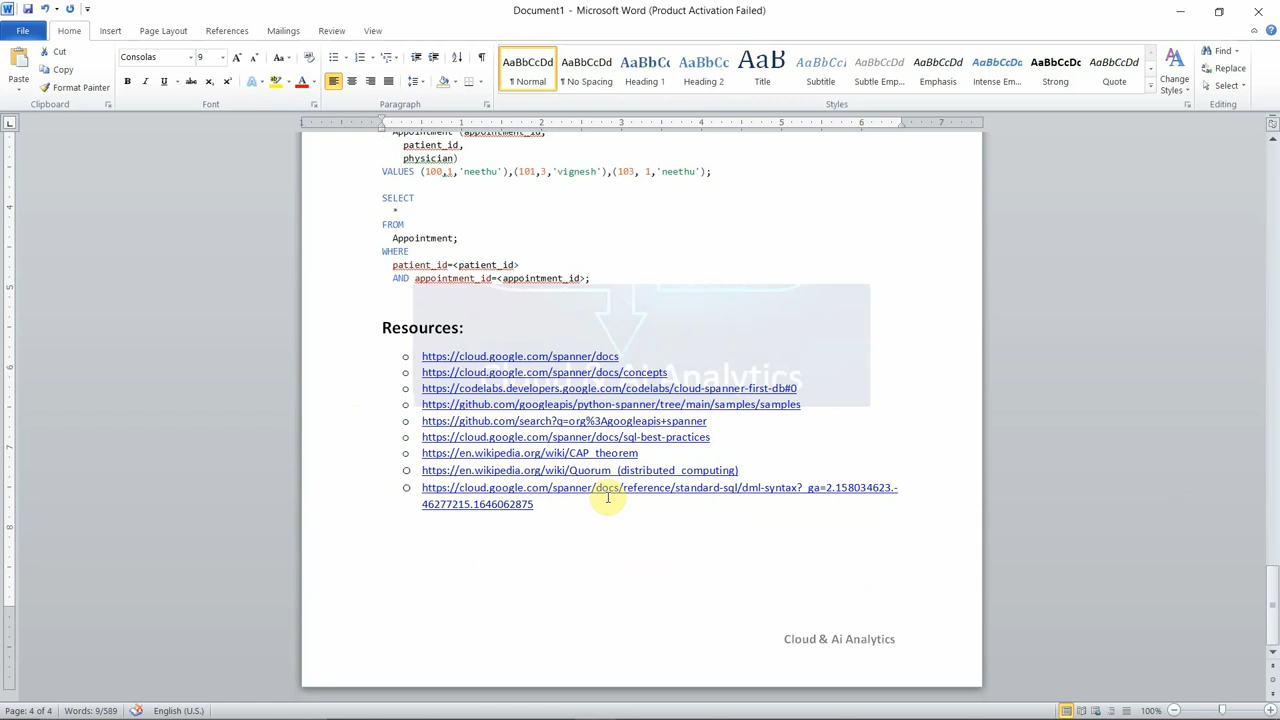 Document1 - Microsoft Word (Product Activation Failed)
File Home Insert Page Layout References Mailings Review View
Cut
Copy
Format Painter
Paste
Clipboard
Consolas 9
Font
Paragraph
AaBbCcDd AaBbCcDd AaBbCc AaBbCc AaB AaBbCcI AaBbCcDd AaBbCcDd AaBbCcDd AaBbCcDc AaBbCcDd
¶ Normal ¶ No Spacing Heading 1 Heading 2 Title Subtitle Subtle Emp... Emphasis Intense Em... Strong Quote
Styles
Change
Styles
Find
Replace
Select
Editing
Appointment (appointment_id,
patient_id,
physician)
VALUES (100,1,'neethu'),(101,3,'vignesh'),(103, 1,'neethu');
SELECT
*
FROM
Appointment;
WHERE
patient_id=<patient_id>
AND appointment_id=<appointment_id>;
Resources:
https://cloud.google.com/spanner/docs
https://cloud.google.com/spanner/docs/concepts
https://codelabs.developers.google.com/codelabs/cloud-spanner-first-db#0
https://github.com/googleapis/python-spanner/tree/main/samples/samples
https://github.com/search?q=org%3Agoogleapis+spanner
https://cloud.google.com/spanner/docs/sql-best-practices
https://en.wikipedia.org/wiki/CAP_theorem
https://en.wikipedia.org/wiki/Quorum_(distributed_computing)
https://cloud.google.com/spanner/docs/reference/standard-sql/dml-syntax?_ga=2.158034623.-
46277215.1646062875
Cloud & Ai Analytics
Page: 4 of 4 Words: 9/589 English (U.S.) 100%